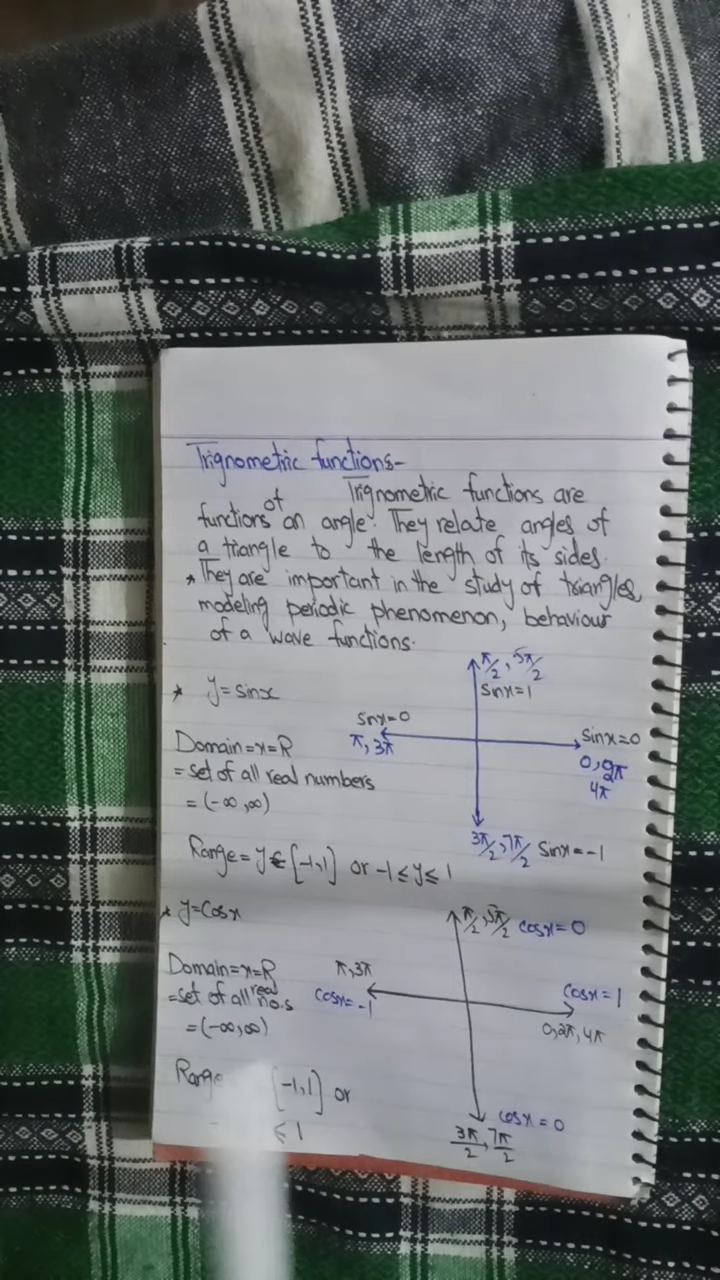 Trignometric functions-
Trignometric functions are
functions of an angle. They relate angles of
a triangle to the length of its sides.
* They are important in the study of triangles,
modeling periodic phenomenon, behaviour
of a wave functions.
π/2, 5π/2
sinx=1
* y=sinx
sinx=0
π, 3π
sinx=0
0, 2π
4π
Domain=x=R
=set of all real numbers
=(-∞,∞)
3π/2, 7π/2 sinx=-1
Range=y∈[-1,1] or -1≤y≤1
* y=cosx
π/2, 5π/2 cosx=0
Domain=x=R
=set of all real no.s
=(-∞,∞)
π, 3π
cosx=-1
cosx=1
0, 2π, 4π
Range [-1,1] or
≤1
cosx=0
3π/2, 7π/2